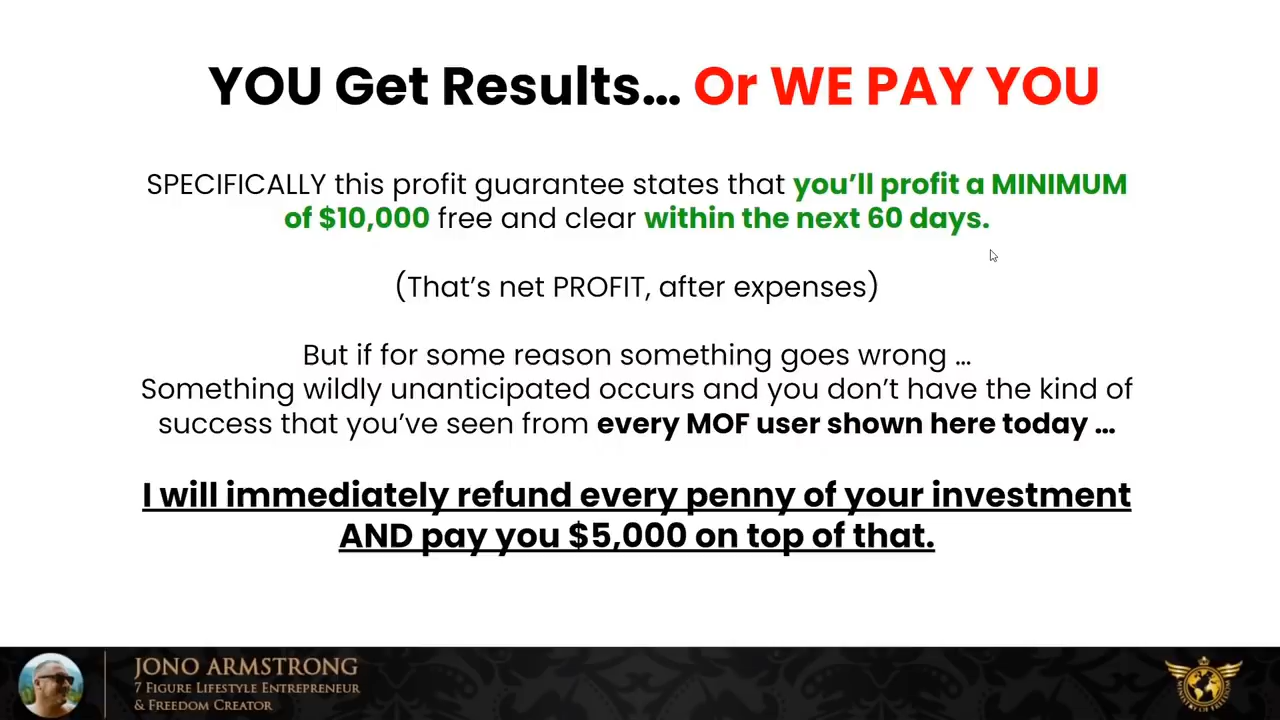 YOU Get Results... Or WE PAY YOU
SPECIFICALLY this profit guarantee states that you'll profit a MINIMUM
of $10,000 free and clear within the next 60 days.
(That's net PROFIT, after expenses)
But if for some reason something goes wrong ...
Something wildly unanticipated occurs and you don't have the kind of
success that you've seen from every MOF user shown here today ...
I will immediately refund every penny of your investment
AND pay you $5,000 on top of that.
JONO ARMSTRONG
7 FIGURE LIFESTYLE ENTREPRENEUR
& FREEDOM CREATOR
MINISTRY OF FREEDOM